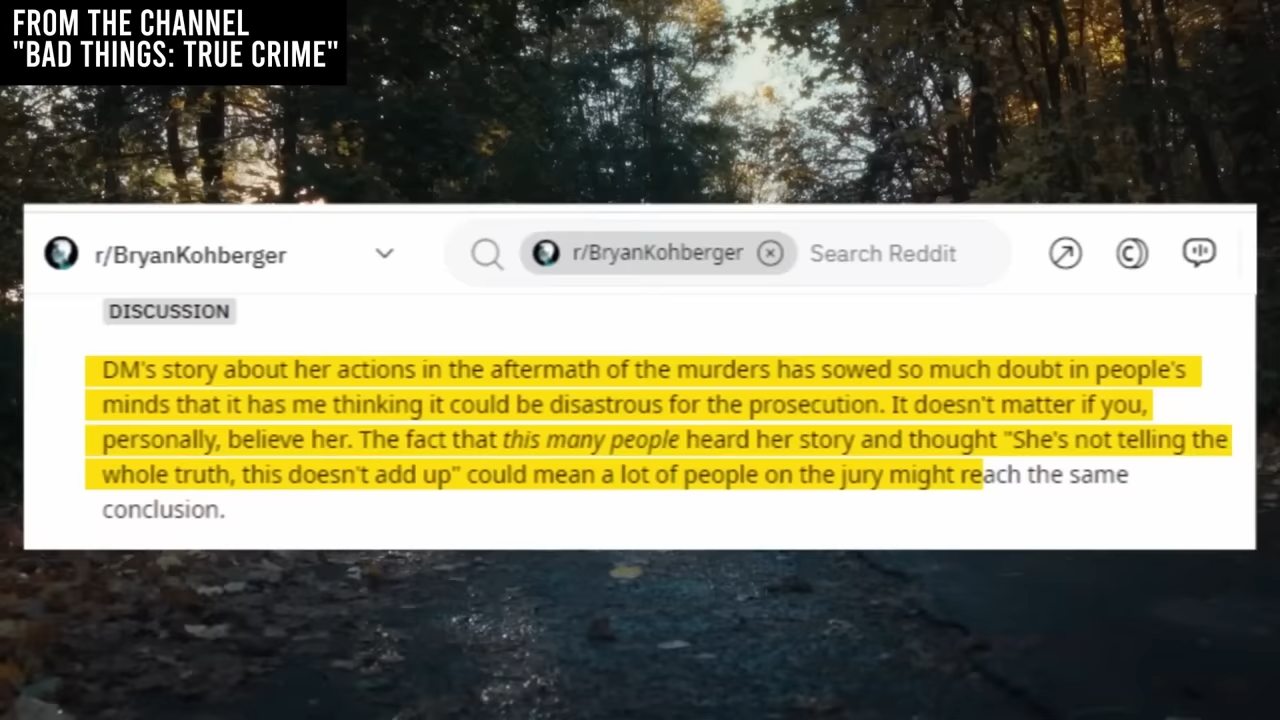 FROM THE CHANNEL
"BAD THINGS: TRUE CRIME"
r/BryanKohberger
r/BryanKohberger
Search Reddit
DISCUSSION
DM's story about her actions in the aftermath of the murders has sowed so much doubt in people's
minds that it has me thinking it could be disastrous for the prosecution. It doesn't matter if you,
personally, believe her. The fact that this many people heard her story and thought "She's not telling the
whole truth, this doesn't add up" could mean a lot of people on the jury might reach the same
conclusion.